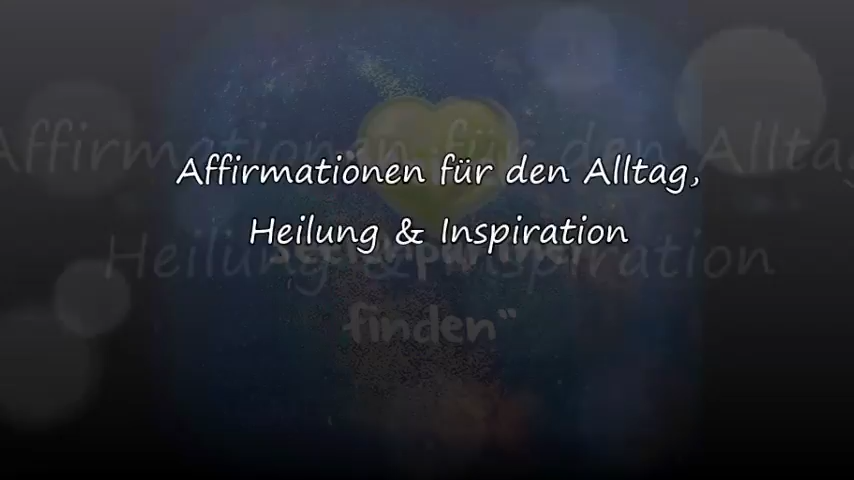 Affirmationen für den Alltag,
Heilung & Inspiration
finden"